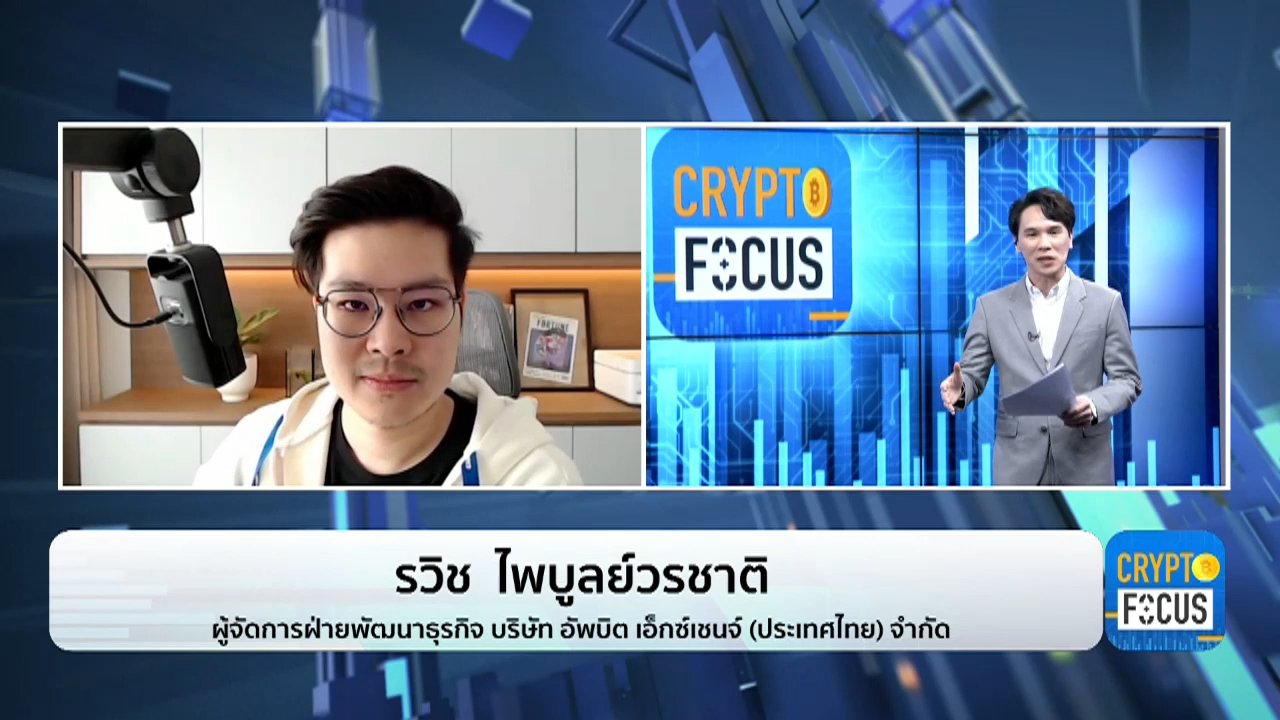 CRYPTO
FOCUS
FORTUNE
รวิช ไพบูลย์วรชาติ
ผู้จัดการฝ่ายพัฒนาธุรกิจ บริษัท อัพบิต เอ็กซ์เชนจ์ (ประเทศไทย) จำกัด
CRYPTO
FOCUS